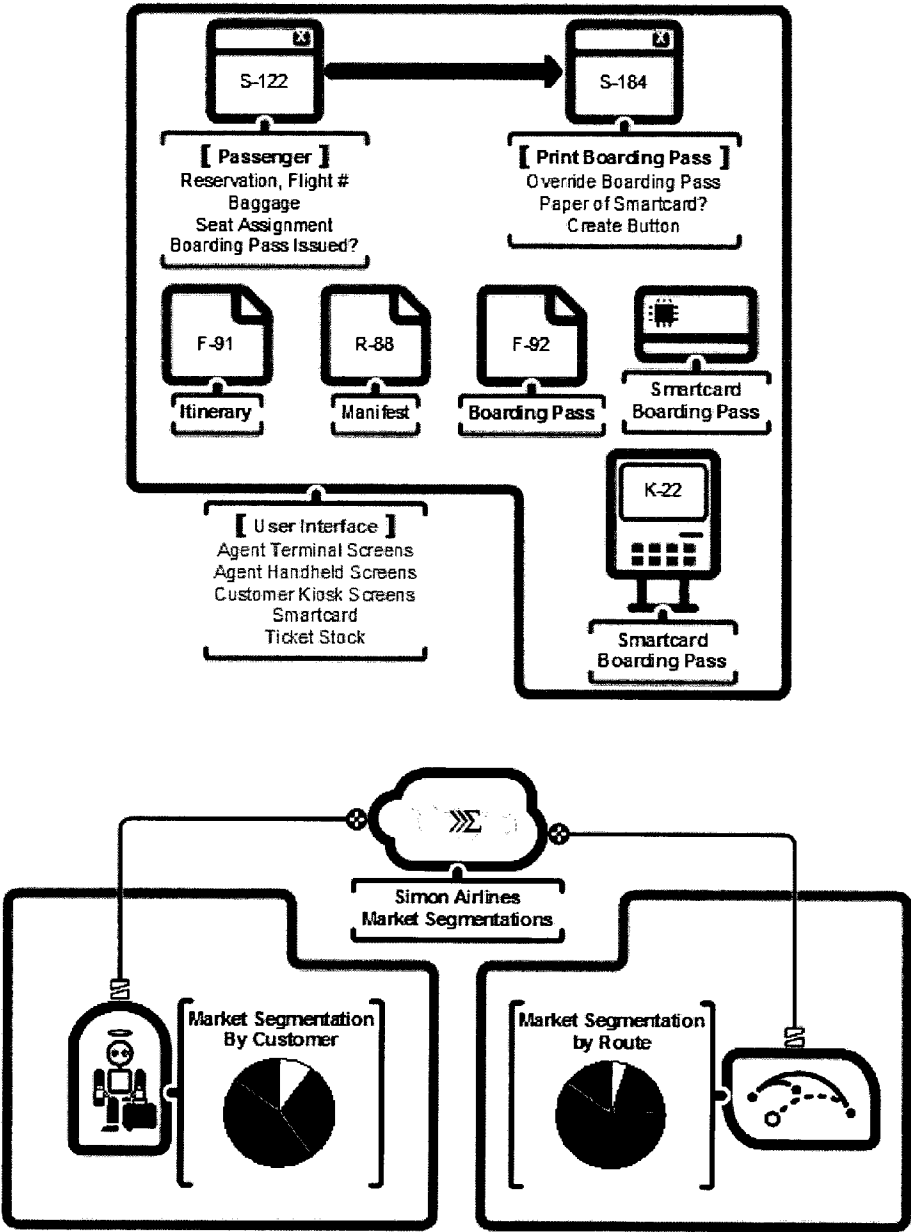 X
X
S-122
S-184
[ Passenger ]
Reservation, Flight #
Baggage
Seat Assignment
Boarding Pass Issued?
[ Print Boarding Pass ]
Override Boarding Pass
Paper of Smartcard?
Create Button
F-91
R-88
F-92
Itinerary
Manifest
Boarding Pass
Smartcard
Boarding Pass
K-22
[ User Interface ]
Agent Terminal Screens
Agent Handheld Screens
Customer Kiosk Screens
Smartcard
Ticket Stock
Smartcard
Boarding Pass
Σ
Simon Airlines
Market Segmentations
Market Segmentation
By Customer
Market Segmentation
by Route